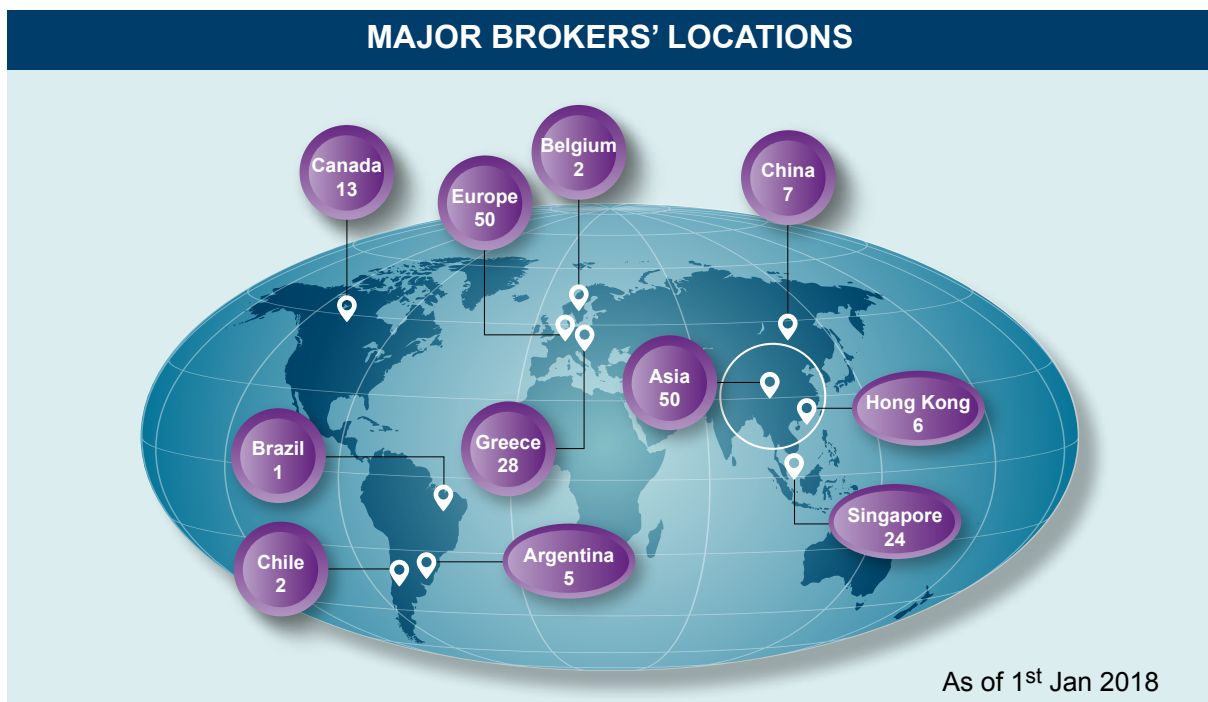 MAJOR BROKERS’ LOCATIONS
Canada
13
Europe
50
Belgium
2
China
7
Asia
50
Hong Kong
6
Brazil
1
Greece
28
Singapore
24
Chile
2
Argentina
5
As of 1st Jan 2018